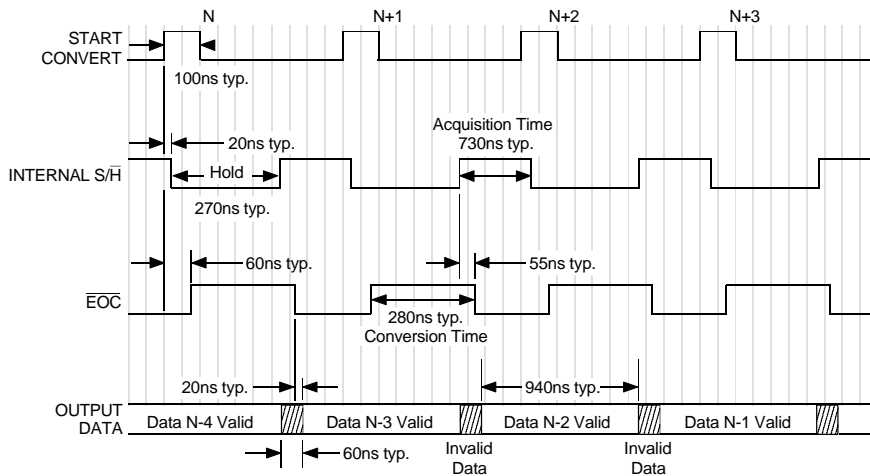 N N+1 N+2 N+3
START
CONVERT
100ns typ.
20ns typ.
Acquisition Time
730ns typ.
INTERNAL S/H̅
Hold
270ns typ.
60ns typ.
55ns typ.
E̅O̅C̅
280ns typ.
Conversion Time
20ns typ.
940ns typ.
OUTPUT
DATA
Data N-4 Valid
Data N-3 Valid
Data N-2 Valid
Data N-1 Valid
60ns typ.
Invalid
Data
Invalid
Data